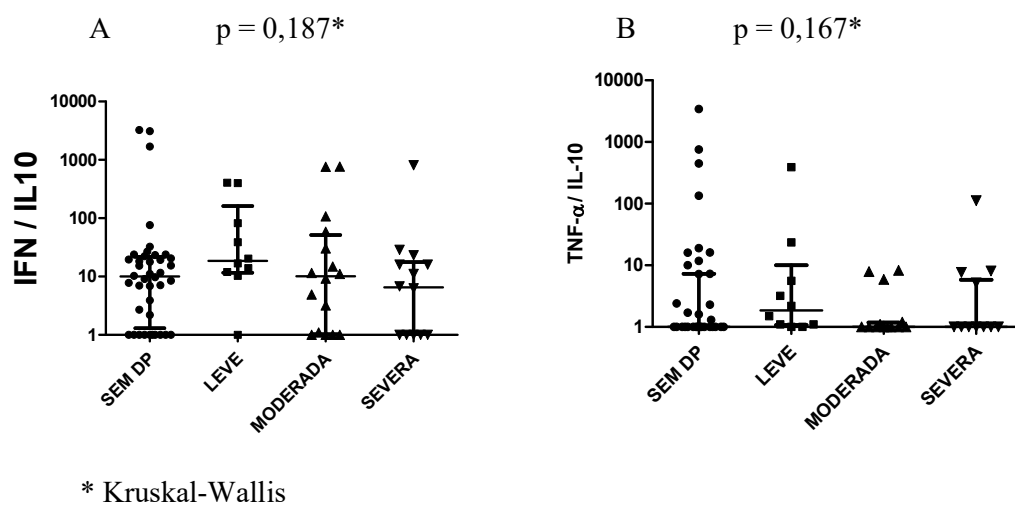 A p = 0,187*
IFN / IL10
10000
1000
100
10
1
SEM DP
LEVE
MODERADA
SEVERA
B p = 0,167*
TNF-α/ IL-10
10000
1000
100
10
1
SEM DP
LEVE
MODERADA
SEVERA
* Kruskal-Wallis